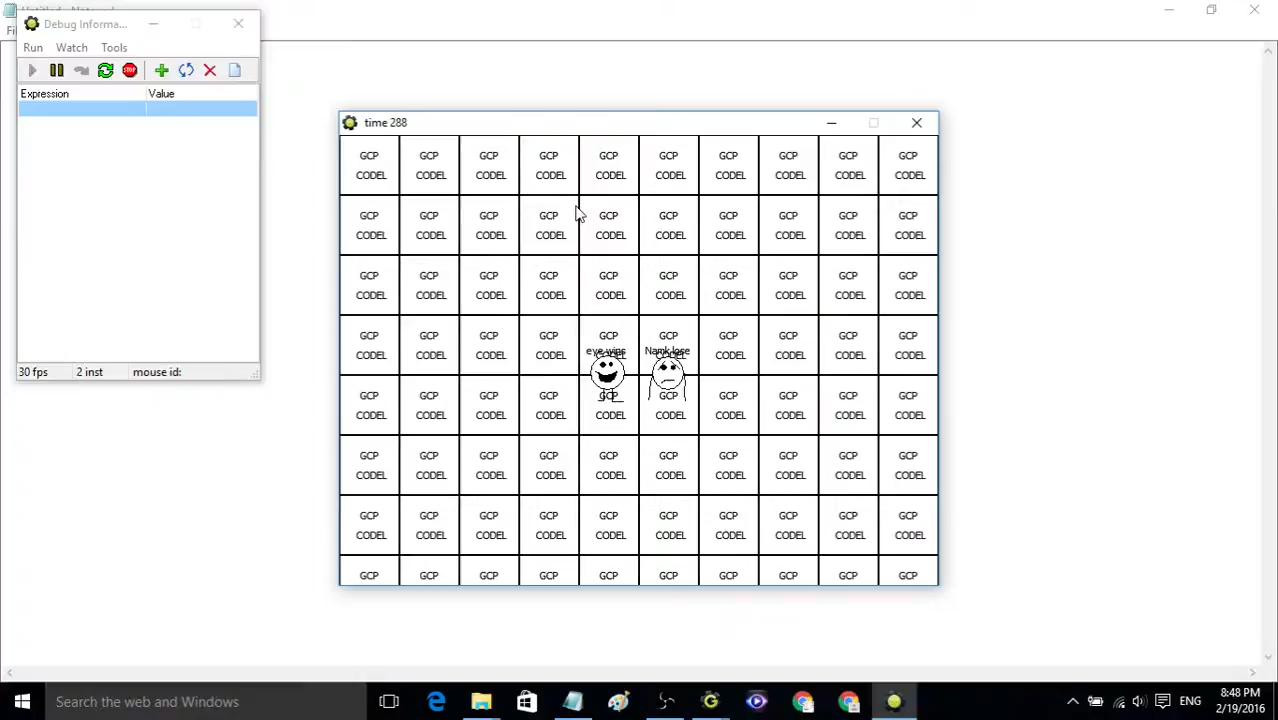 Debug Informa...
Run Watch Tools
Expression Value
30 fps 2 inst mouse id:
time 288
GCP GCP GCP GCP GCP GCP GCP GCP GCP GCP
CODEL CODEL CODEL CODEL CODEL CODEL CODEL CODEL CODEL CODEL
GCP GCP GCP GCP GCP GCP GCP GCP GCP GCP
CODEL CODEL CODEL CODEL CODEL CODEL CODEL CODEL CODEL CODEL
GCP GCP GCP GCP GCP GCP GCP GCP GCP GCP
CODEL CODEL CODEL CODEL CODEL CODEL CODEL CODEL CODEL CODEL
GCP GCP GCP GCP GCP GCP GCP GCP GCP GCP
eye wins Namk lose
CODEL CODEL CODEL CODEL CODEL CODEL CODEL CODEL CODEL CODEL
GCP GCP GCP GCP GCP GCP GCP GCP GCP GCP
CODEL CODEL CODEL CODEL CODEL CODEL CODEL CODEL CODEL CODEL
GCP GCP GCP GCP GCP GCP GCP GCP GCP GCP
CODEL CODEL CODEL CODEL CODEL CODEL CODEL CODEL CODEL CODEL
GCP GCP GCP GCP GCP GCP GCP GCP GCP GCP
CODEL CODEL CODEL CODEL CODEL CODEL CODEL CODEL CODEL CODEL
GCP GCP GCP GCP GCP GCP GCP GCP GCP GCP
Search the web and Windows
ENG
8:48 PM
2/19/2016